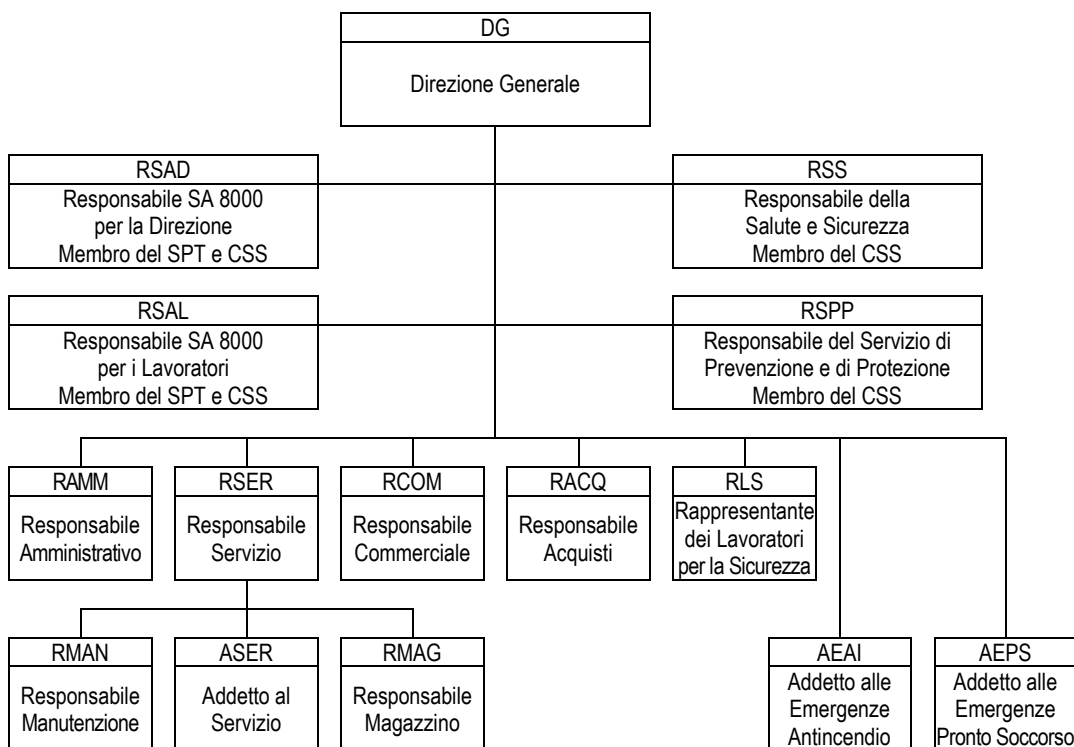 DG
Direzione Generale
RSAD
Responsabile SA 8000
per la Direzione
Membro del SPT e CSS
RSS
Responsabile della
Salute e Sicurezza
Membro del CSS
RSAL
Responsabile SA 8000
per i Lavoratori
Membro del SPT e CSS
RSPP
Responsabile del Servizio di
Prevenzione e di Protezione
Membro del CSS
RAMM
Responsabile
Amministrativo
RSER
Responsabile
Servizio
RCOM
Responsabile
Commerciale
RACQ
Responsabile
Acquisti
RLS
Rappresentante
dei Lavoratori
per la Sicurezza
RMAN
Responsabile
Manutenzione
ASER
Addetto al
Servizio
RMAG
Responsabile
Magazzino
AEAI
Addetto alle
Emergenze
Antincendio
AEPS
Addetto alle
Emergenze
Pronto Soccorso